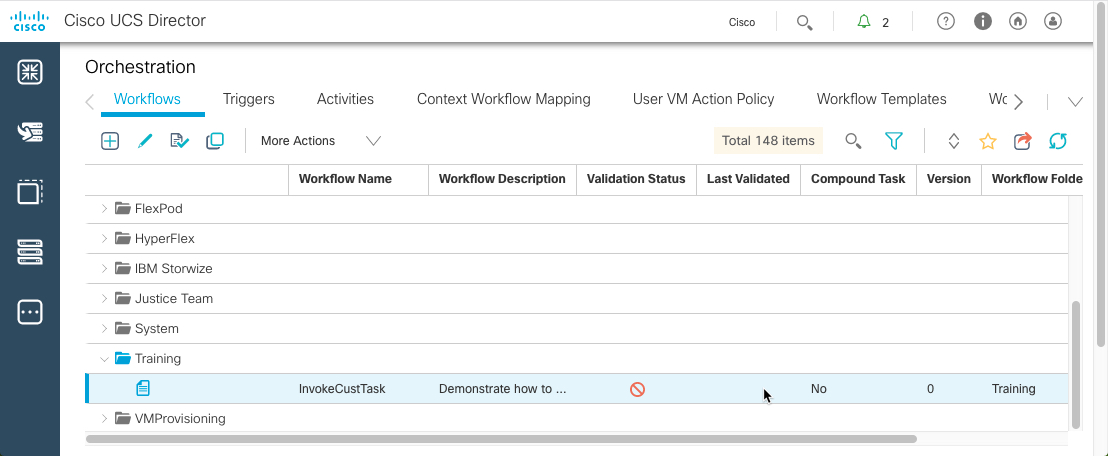 CISCO Cisco UCS Director Cisco 2
Orchestration
Workflows Triggers Activities Context Workflow Mapping User VM Action Policy Workflow Templates Wo
More Actions Total 148 items
Workflow Name Workflow Description Validation Status Last Validated Compound Task Version Workflow Folde
FlexPod
HyperFlex
IBM Storwize
Justice Team
System
Training
InvokeCustTask Demonstrate how to ... No 0 Training
VMProvisioning